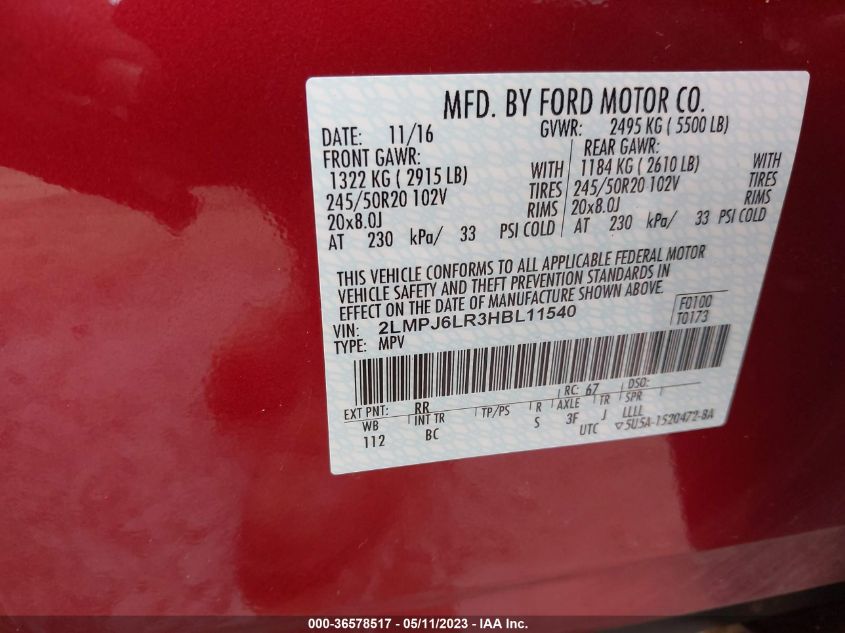 MFD. BY FORD MOTOR CO.
DATE: 11/16 GVWR: 2495 KG ( 5500 LB)
FRONT GAWR: REAR GAWR:
1322 KG ( 2915 LB) WITH 1184 KG ( 2610 LB) WITH
245/50R20 102V TIRES 245/50R20 102V TIRES
20x8.0J RIMS 20x8.0J RIMS
AT 230 kPa/ 33 PSI COLD AT 230 kPa/ 33 PSI COLD
THIS VEHICLE CONFORMS TO ALL APPLICABLE FEDERAL MOTOR
VEHICLE SAFETY AND THEFT PREVENTION STANDARDS IN
EFFECT ON THE DATE OF MANUFACTURE SHOWN ABOVE.
VIN: 2LMPJ6LR3HBL11540 F0100
TYPE: MPV T0173
EXT PNT: RR RC: 67 DSO:
WB INT TR TP/PS R AXLE TR SPR
112 BC S 3F J LLLL
UTC ▽5U5A-1520472-BA
000-36578517 - 05/11/2023 - IAA Inc.